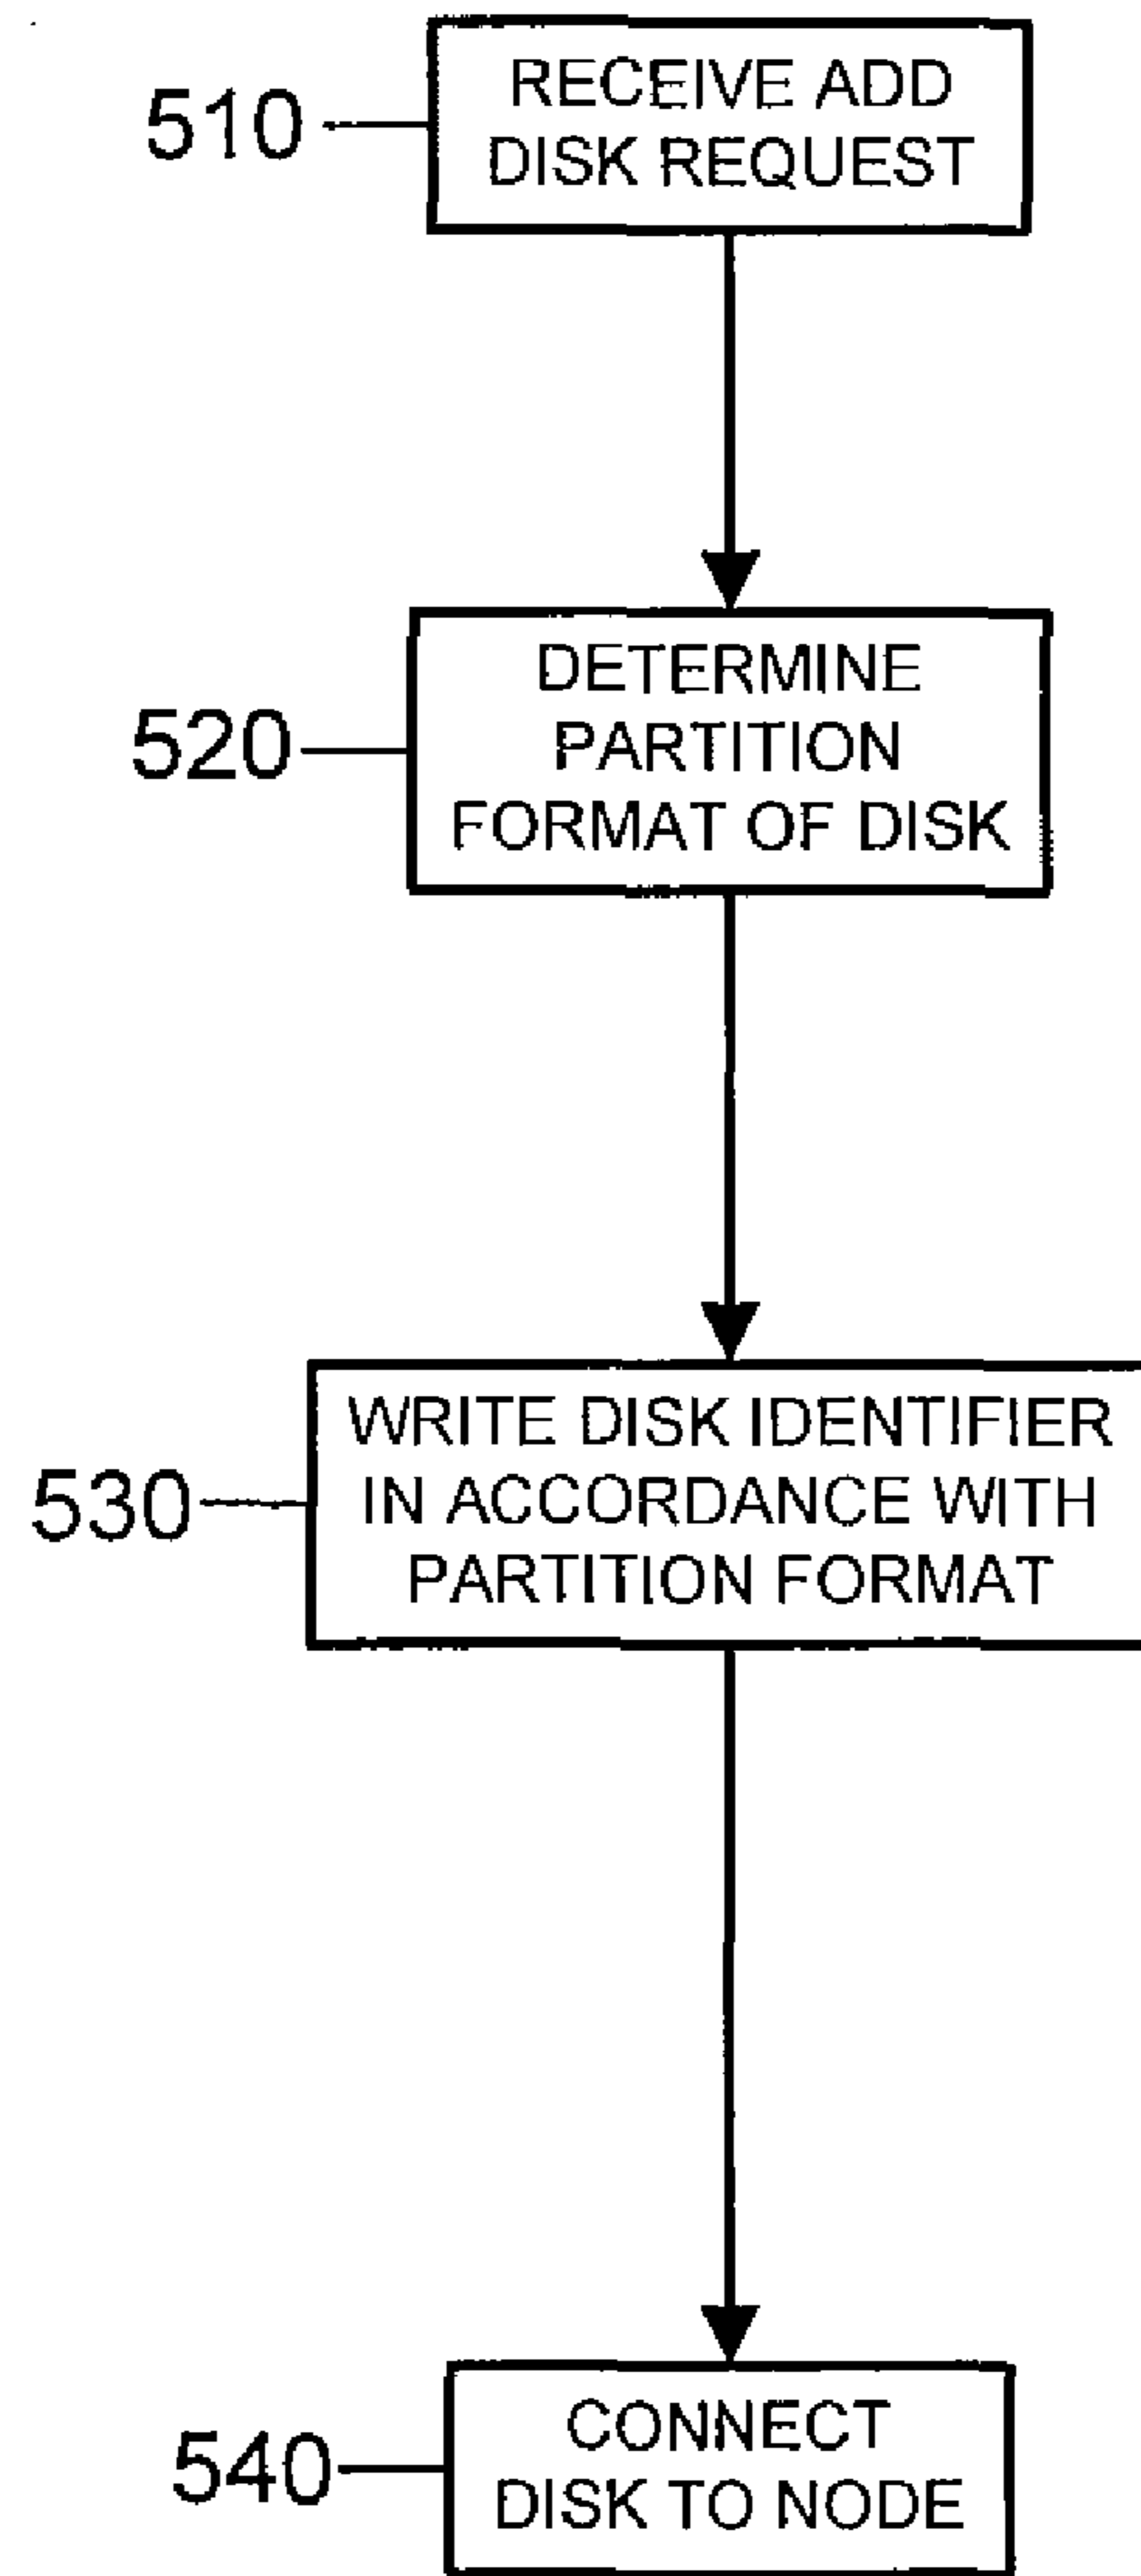 510
RECEIVE ADD
DISK REQUEST
520
DETERMINE
PARTITION
FORMAT OF DISK
530
WRITE DISK IDENTIFIER
IN ACCORDANCE WITH
PARTITION FORMAT
540
CONNECT
DISK TO NODE